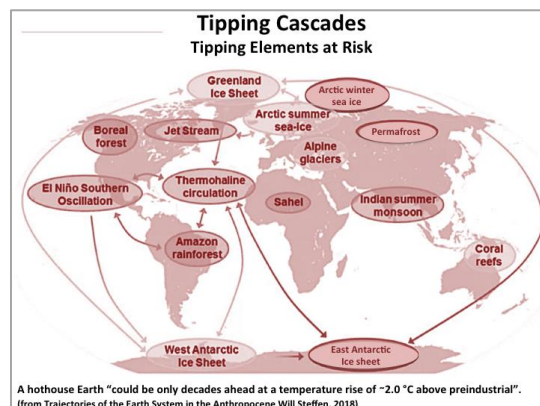 Tipping Cascades
Tipping Elements at Risk
Greenland
Ice Sheet
Arctic winter
sea ice
Arctic summer
sea-ice
Boreal
forest
Jet Stream
Permafrost
Alpine
glaciers
El Niño Southern
Oscillation
Thermohaline
circulation
Sahel
Indian summer
monsoon
Amazon
rainforest
Coral
reefs
West Antarctic
Ice Sheet
East Antarctic
Ice sheet
A hothouse Earth “could be only decades ahead at a temperature rise of ~2.0 °C above preindustrial”.
(from Trajectories of the Earth System in the Anthropocene Will Steffen, 2018)